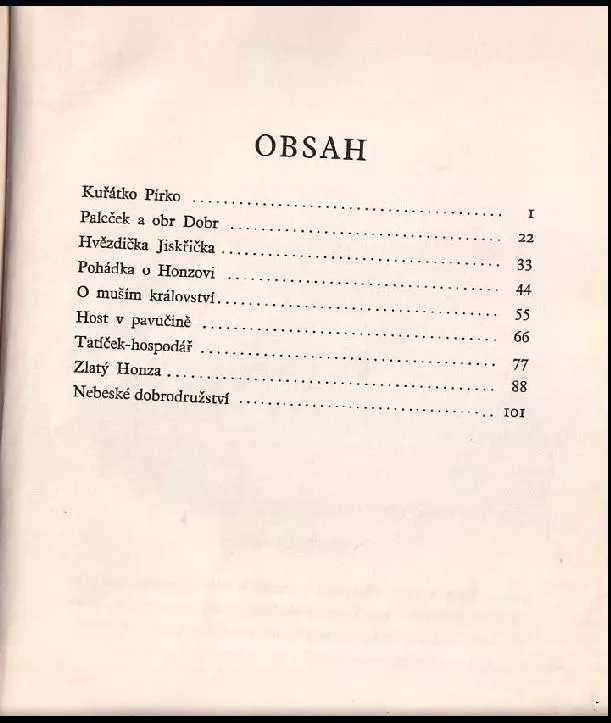 OBSAH
Kuřátko Pírko ........................................ 1
Paleček a obr Dobr .................................... 22
Hvězdička Jiskřička .................................... 33
Pohádka o Honzovi .................................... 44
O muším království .................................... 55
Host v pavučině ...................................... 66
Tatíček-hospodář ...................................... 77
Zlatý Honza .......................................... 88
Nebeské dobrodružství ................................. 101